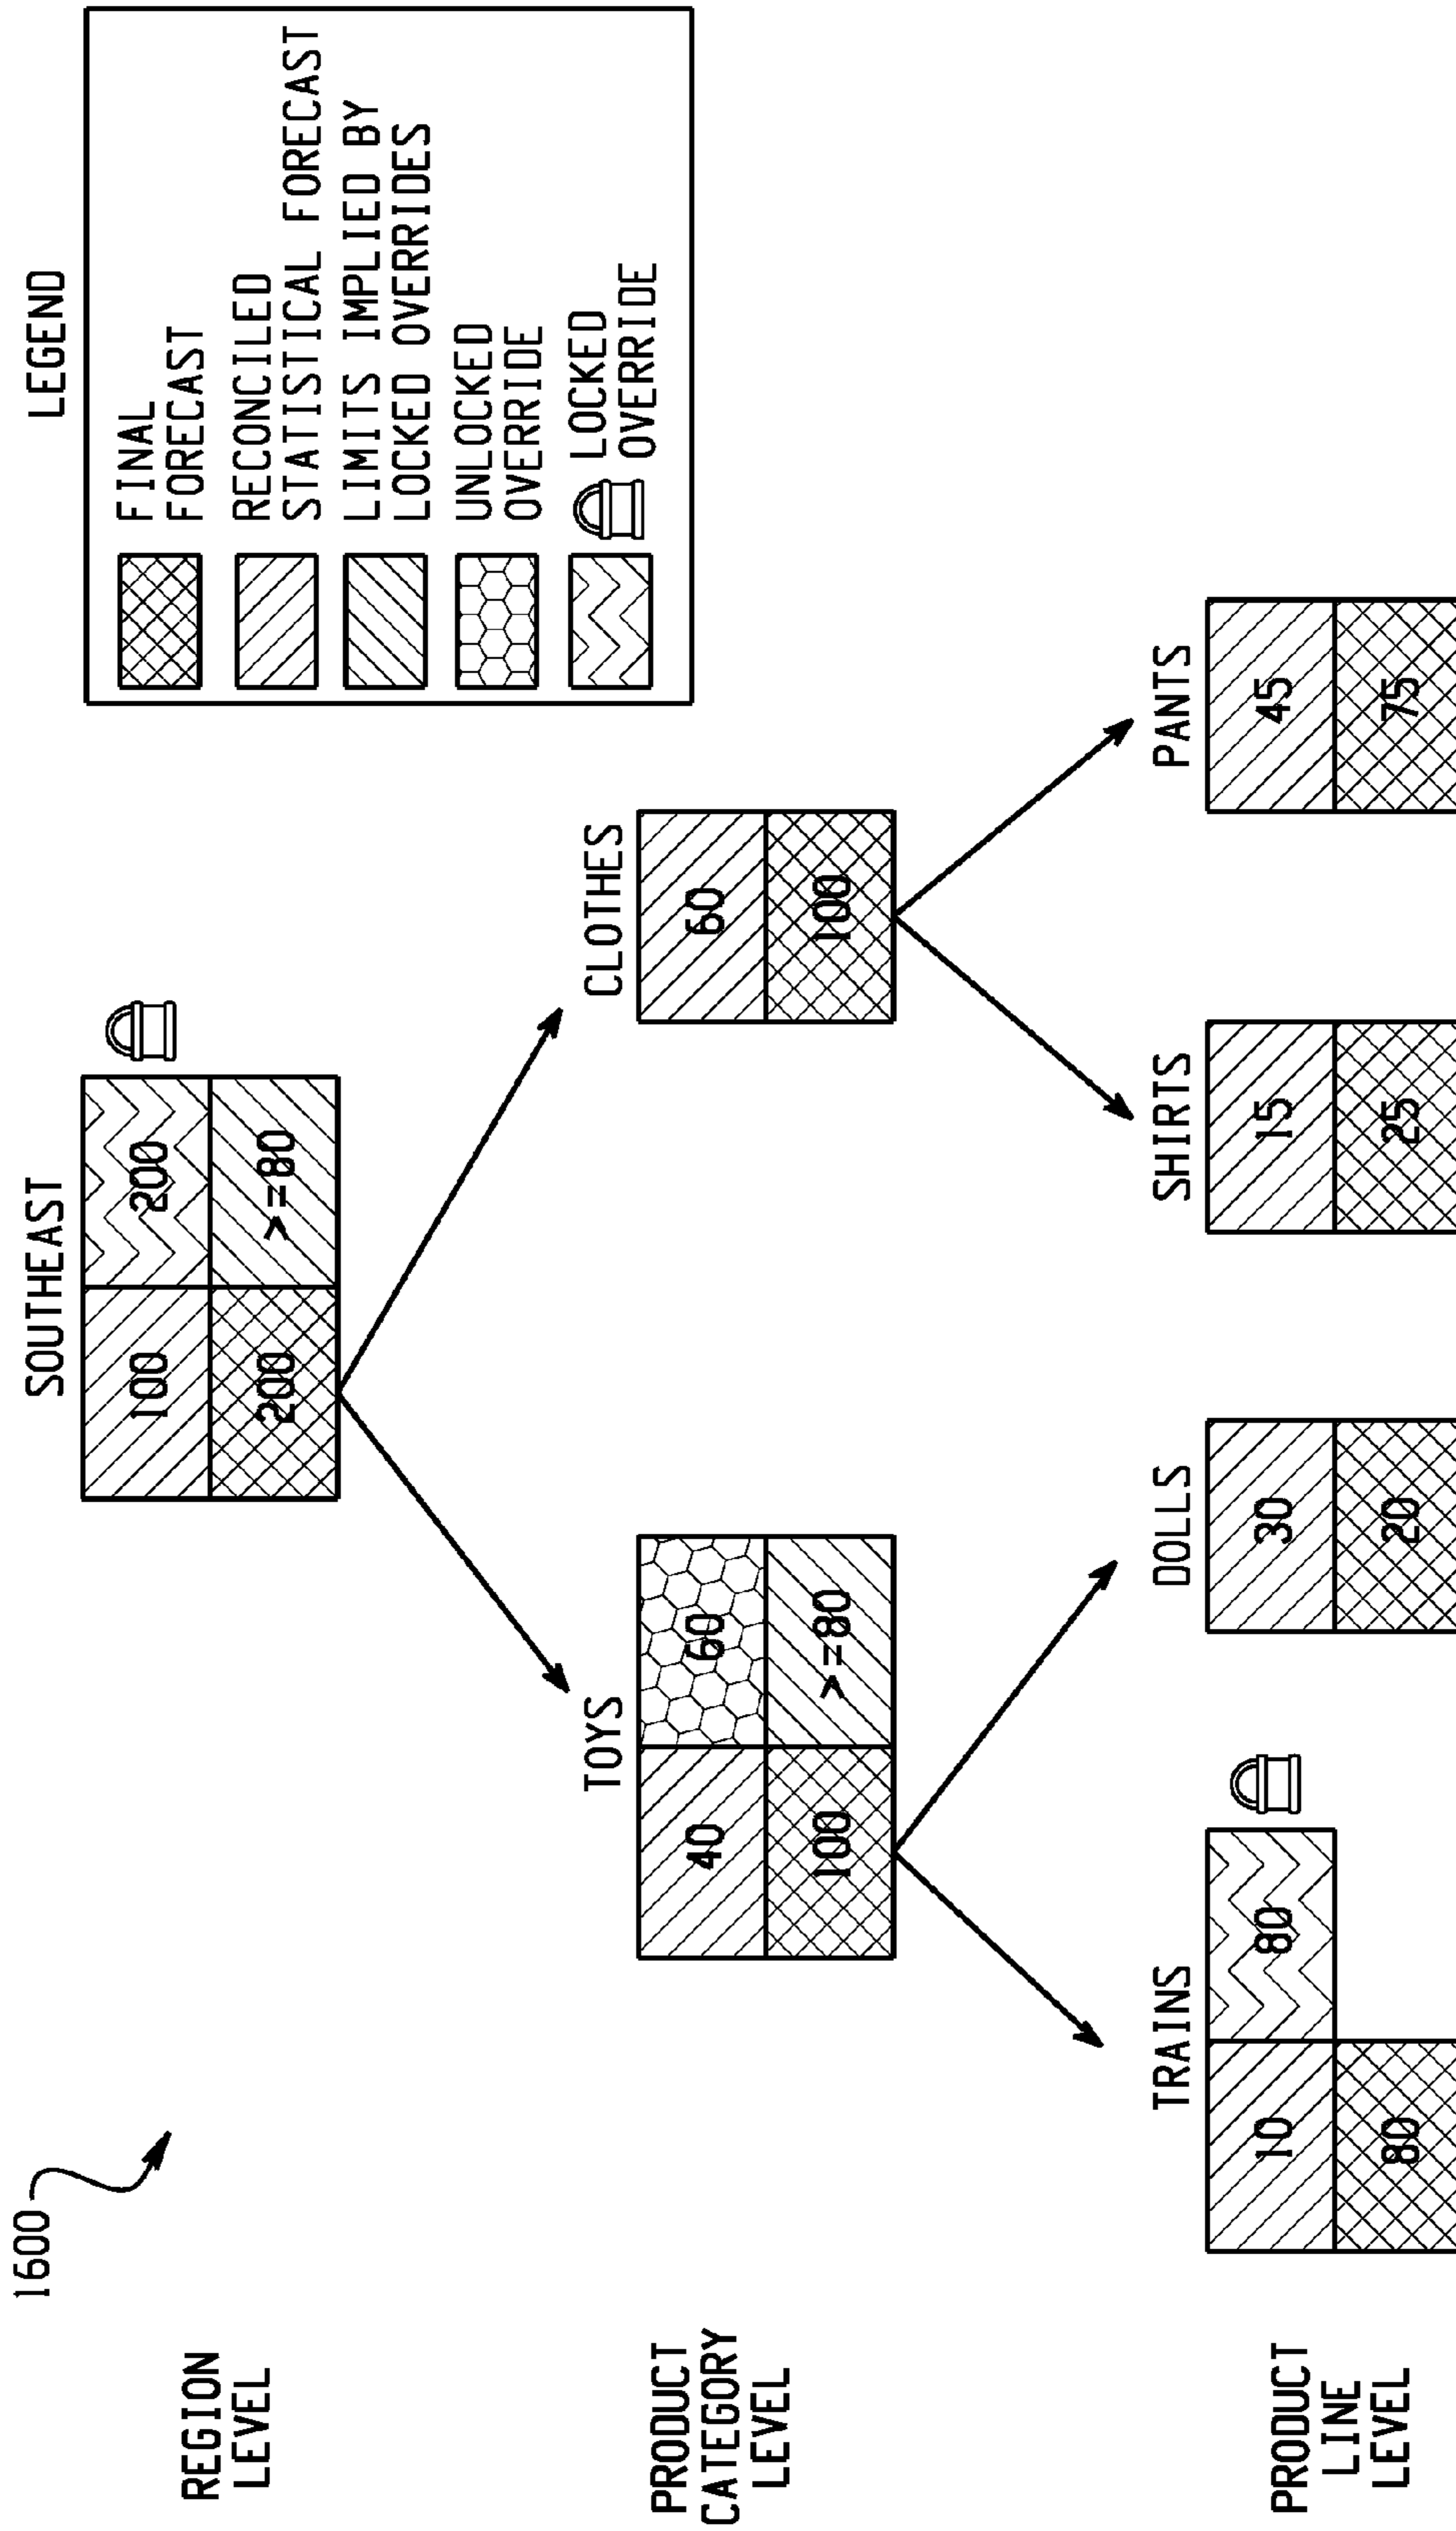 1600
LEGEND
FINAL
FORECAST
RECONCILED
STATISTICAL FORECAST
LIMITS IMPLIED BY
LOCKED OVERRIDES
UNLOCKED
OVERRIDE
LOCKED
OVERRIDE
REGION
LEVEL
SOUTHEAST
100 200
200 >=80
PRODUCT
CATEGORY
LEVEL
TOYS
40 60
100 >=80
CLOTHES
60
100
PRODUCT
LINE
LEVEL
TRAINS
10 80
80
DOLLS
30
20
SHIRTS
15
25
PANTS
45
75